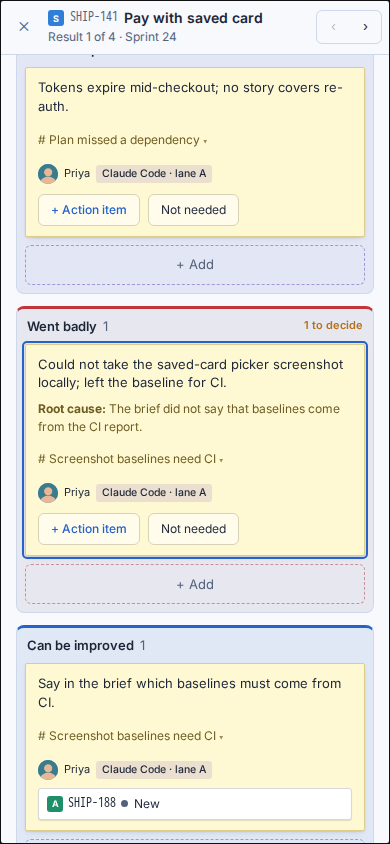 S SHIP-141 Pay with saved card
Result 1 of 4 · Sprint 24
Tokens expire mid-checkout; no story covers re-
auth.
# Plan missed a dependency
Priya Claude Code · lane A
+ Action item Not needed
+ Add
Went badly 1 1 to decide
Could not take the saved-card picker screenshot
locally; left the baseline for CI.
Root cause: The brief did not say that baselines come
from the CI report.
# Screenshot baselines need CI
Priya Claude Code · lane A
+ Action item Not needed
+ Add
Can be improved 1
Say in the brief which baselines must come from
CI.
# Screenshot baselines need CI
Priya Claude Code · lane A
A SHIP-188 New